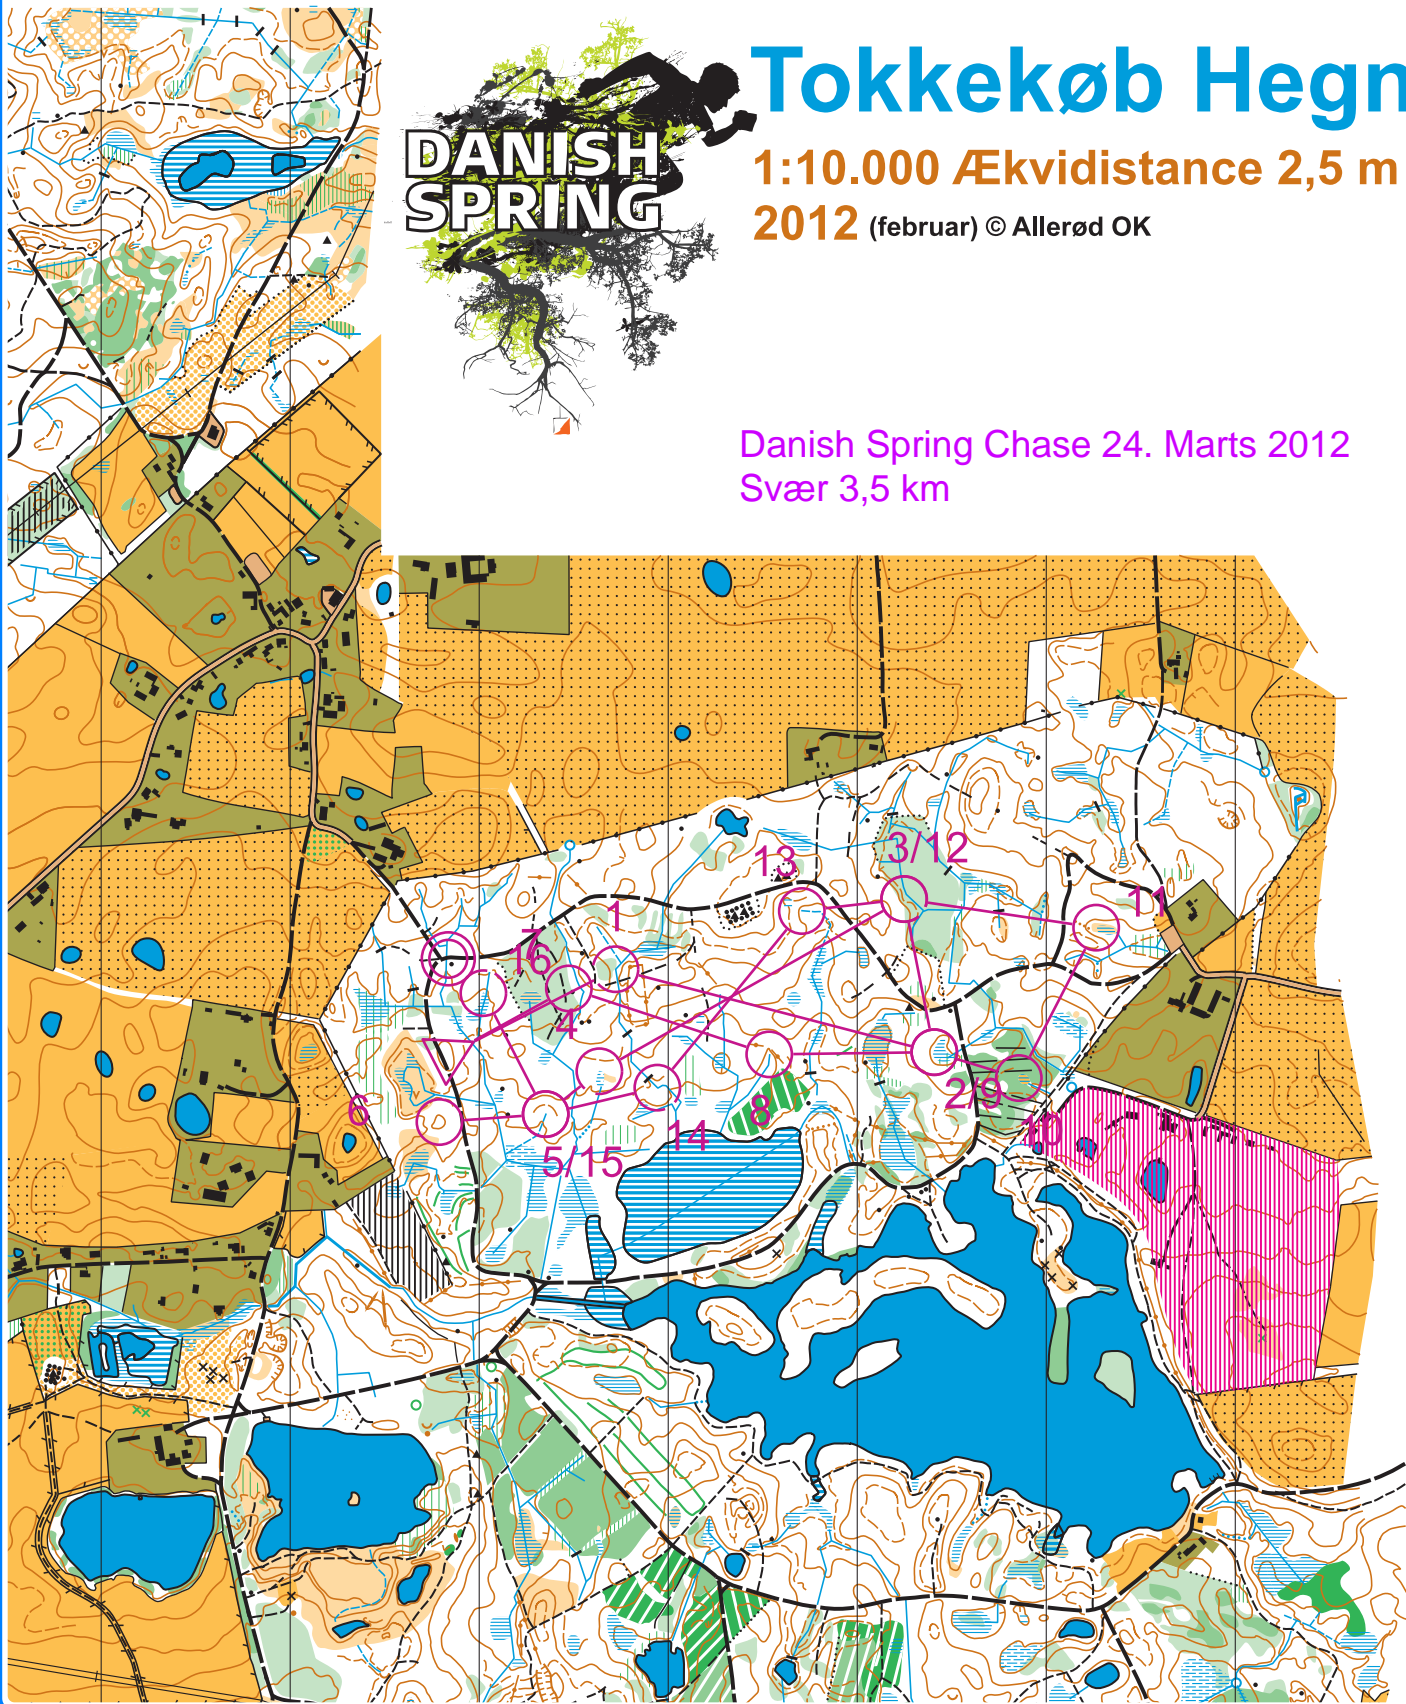 DANISH
SPRING
Tokkekøb Hegn
1:10.000 Ækvidistance 2,5 m
2012 (februar) © Allerød OK
Danish Spring Chase 24. Marts 2012
Svær 3,5 km
13
3/12
11
1
7
16
4
6
5/15
14
8
2/9
10